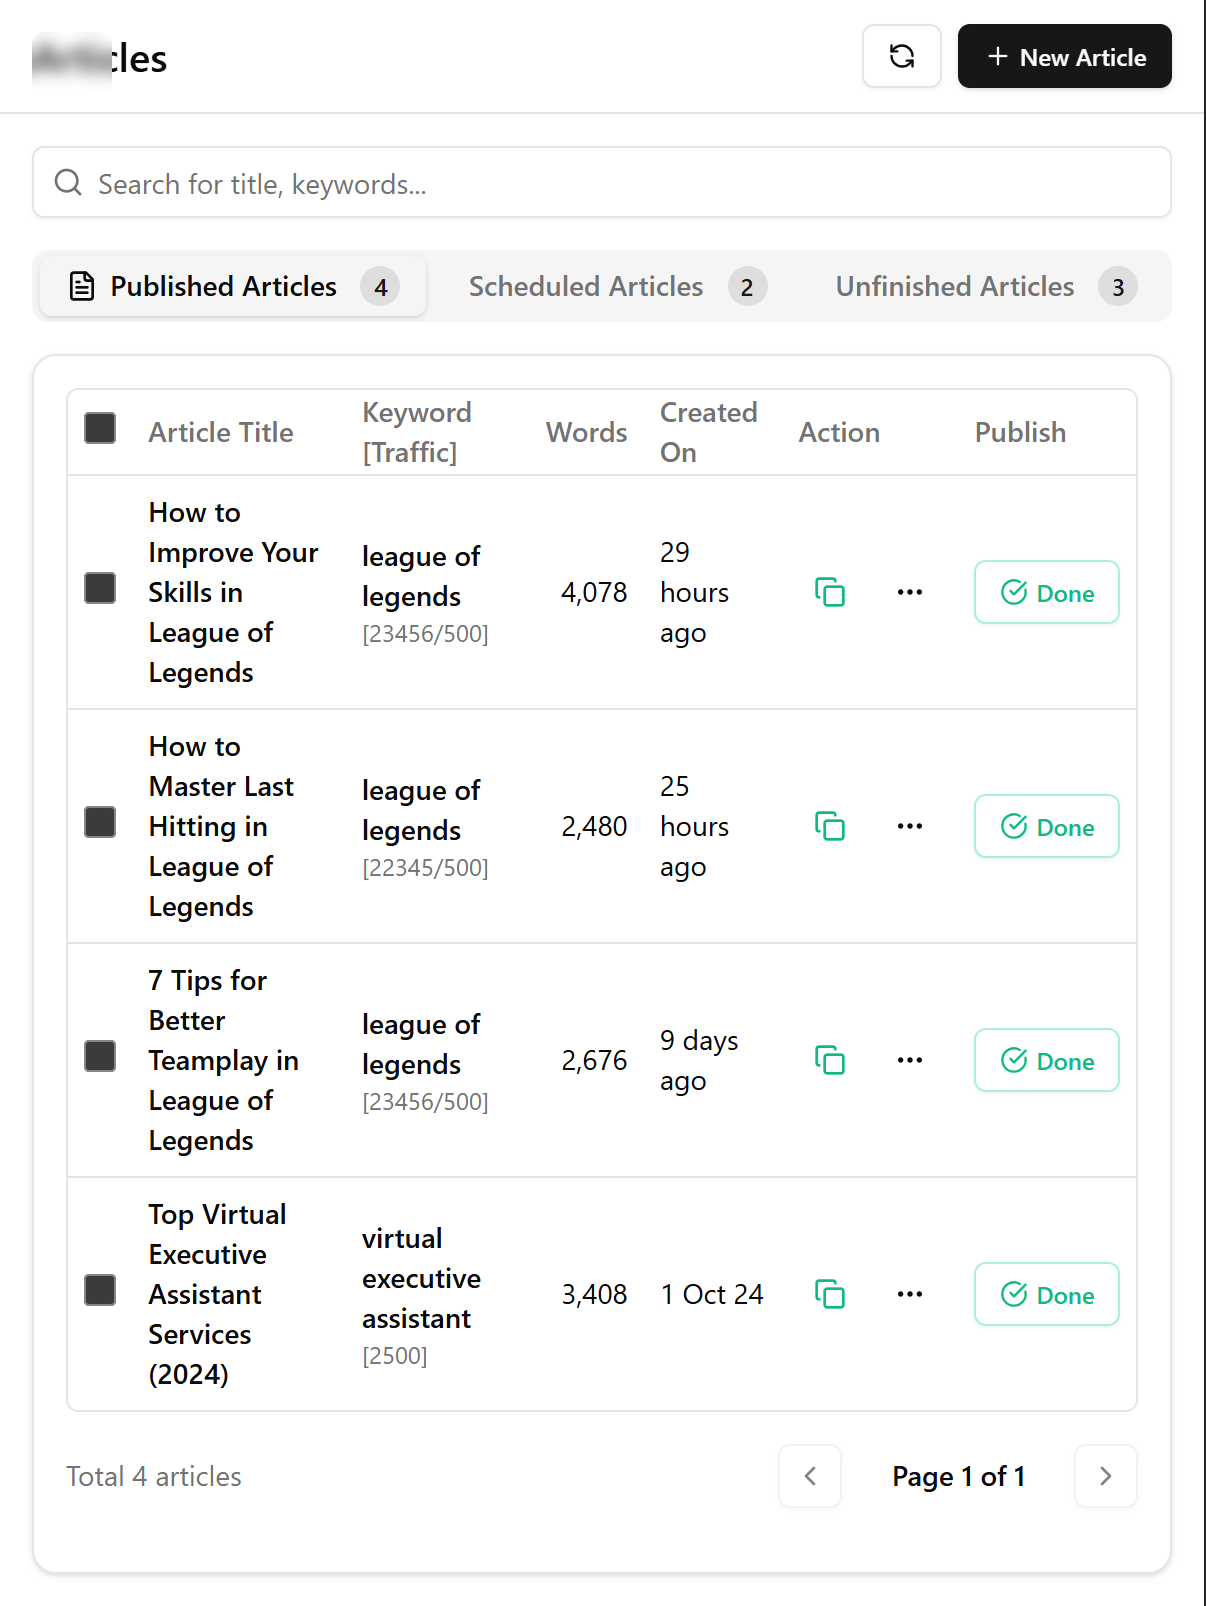 New Article
Search for title, keywords...
Published Articles 4 Scheduled Articles 2 Unfinished Articles 3
Article Title Keyword [Traffic] Words Created On Action Publish
How to
Improve Your
Skills in
League of
Legends
league of
legends
[23456/500]
4,078
29
hours
ago
Done
How to
Master Last
Hitting in
League of
Legends
league of
legends
[22345/500]
2,480
25
hours
ago
Done
7 Tips for
Better
Teamplay in
League of
Legends
league of
legends
[23456/500]
2,676
9 days
ago
Done
Top Virtual
Executive
Assistant
Services
(2024)
virtual
executive
assistant
[2500]
3,408
1 Oct 24
Done
Total 4 articles
Page 1 of 1